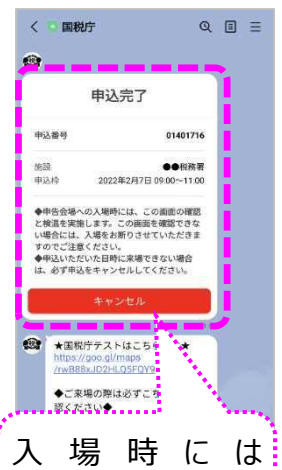 国税庁
申込完了
申込番号 01401716
施設 ●●税務署
申込枠 2022年2月7日 09:00〜11:00
◆申告会場への入場時には、この画面の確認
と検温を実施します。この画面を確認できな
い場合には、入場をお断りさせていただきま
すのでご注意ください。
◆申込いただいた日時に来場できない場合
は、必ず申込をキャンセルしてください。
キャンセル
★国税庁テストはこち ★
https://goo.gl/maps
/rwB88xJD2HLQ5FQY9
◆ご来場の際は必ずこち
認ください◆
入場時には